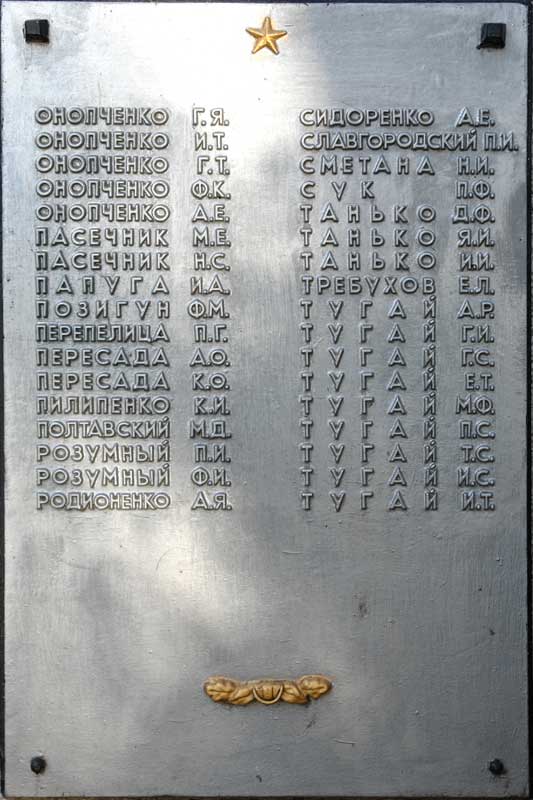 ОНОПЧЕНКО Г.Я.
ОНОПЧЕНКО И.Т.
ОНОПЧЕНКО Г.Т.
ОНОПЧЕНКО Ф.К.
ОНОПЧЕНКО А.Е.
ПАСЕЧНИК М.Е.
ПАСЕЧНИК Н.С.
ПАНУГА И.А.
ПОЗИГУН Ф.М.
ПЕРЕПЕЛИЦА П.Г.
ПЕРЕСАДА А.О.
ПЕРЕСАДА К.О.
ПИЛИПЕНКО К.И.
ПОЛТАВСКИЙ М.Д.
РОЗУМНЫЙ П.И.
РОЗУМНЫЙ Ф.И.
РОДИОНЕНКО А.Я.
СИДОРЕНКО А.Е.
СЛАВГОРОДСКИЙ П.И.
СМЕТАНА Н.И.
СУК П.Ф.
ТАНЬКО Д.Ф.
ТАНЬКО Я.И.
ТАНЬКО И.И.
ТРЕБУХОВ Е.Л.
ТУГАЙ А.Р.
ТУГАЙ Г.И.
ТУГАЙ Г.С.
ТУГАЙ Е.Т.
ТУГАЙ М.Ф.
ТУГАЙ П.С.
ТУГАЙ Т.С.
ТУГАЙ И.С.
ТУГАЙ И.Т.